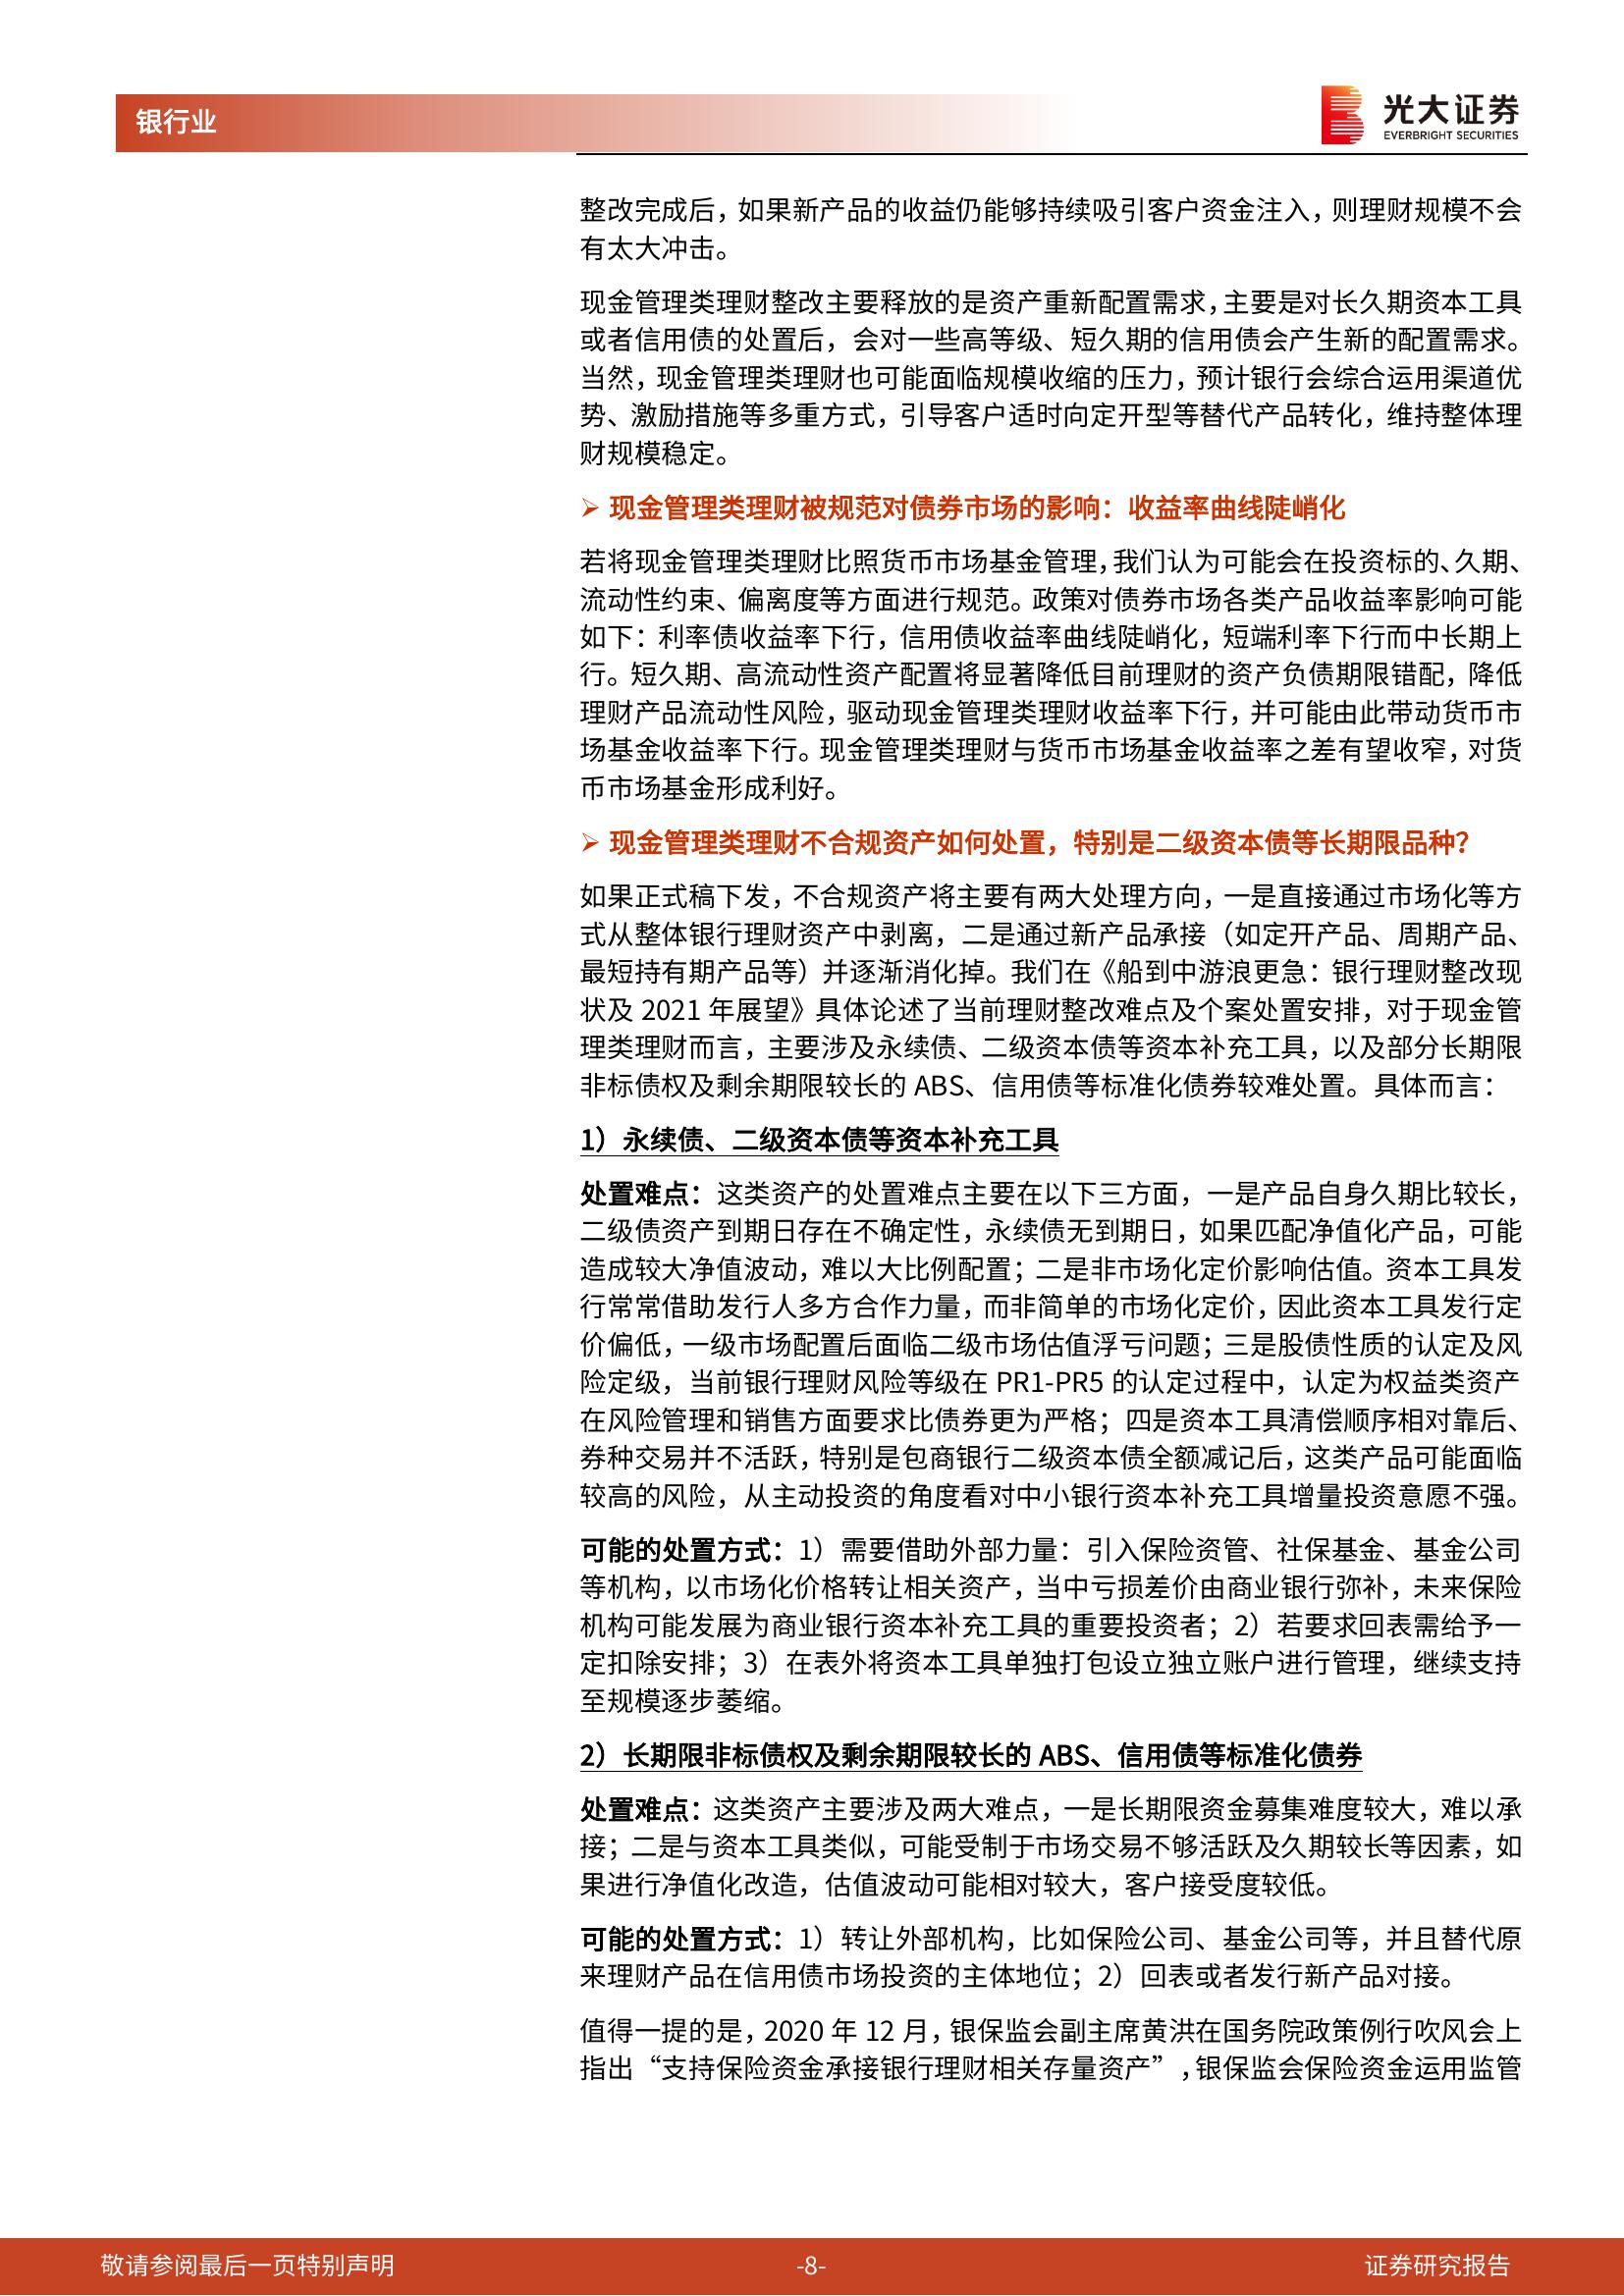 银行业
光大证券
EVERBRIGHT SECURITIES
整改完成后，如果新产品的收益仍能够持续吸引客户资金注入，则理财规模不会
有太大冲击。
现金管理类理财整改主要释放的是资产重新配置需求，主要是对长久期资本工具
或者信用债的处置后，会对一些高等级、短久期的信用债会产生新的配置需求。
当然，现金管理类理财也可能面临规模收缩的压力，预计银行会综合运用渠道优
势、激励措施等多重方式，引导客户适时向定开型等替代产品转化，维持整体理
财规模稳定。
➢ 现金管理类理财被规范对债券市场的影响：收益率曲线陡峭化
若将现金管理类理财比照货币市场基金管理，我们认为可能会在投资标的、久期、
流动性约束、偏离度等方面进行规范。政策对债券市场各类产品收益率影响可能
如下：利率债收益率下行，信用债收益率曲线陡峭化，短端利率下行而中长期上
行。短久期、高流动性资产配置将显著降低目前理财的资产负债期限错配，降低
理财产品流动性风险，驱动现金管理类理财收益率下行，并可能由此带动货币市
场基金收益率下行。现金管理类理财与货币市场基金收益率之差有望收窄，对货
币市场基金形成利好。
➢ 现金管理类理财不合规资产如何处置，特别是二级资本债等长期限品种？
如果正式稿下发，不合规资产将主要有两大处理方向，一是直接通过市场化等方
式从整体银行理财资产中剥离，二是通过新产品承接（如定开产品、周期产品、
最短持有期产品等）并逐渐消化掉。我们在《船到中游浪更急：银行理财整改现
状及 2021 年展望》具体论述了当前理财整改难点及个案处置安排，对于现金管
理类理财而言，主要涉及永续债、二级资本债等资本补充工具，以及部分长期限
非标债权及剩余期限较长的 ABS、信用债等标准化债券较难处置。具体而言：
1）永续债、二级资本债等资本补充工具
处置难点：这类资产的处置难点主要在以下三方面，一是产品自身久期比较长，
二级债资产到期日存在不确定性，永续债无到期日，如果匹配净值化产品，可能
造成较大净值波动，难以大比例配置；二是非市场化定价影响估值。资本工具发
行常常借助发行人多方合作力量，而非简单的市场化定价，因此资本工具发行定
价偏低，一级市场配置后面临二级市场估值浮亏问题；三是股债性质的认定及风
险定级，当前银行理财风险等级在 PR1-PR5 的认定过程中，认定为权益类资产
在风险管理和销售方面要求比债券更为严格；四是资本工具清偿顺序相对靠后、
券种交易并不活跃，特别是包商银行二级资本债全额减记后，这类产品可能面临
较高的风险，从主动投资的角度看对中小银行资本补充工具增量投资意愿不强。
可能的处置方式：1）需要借助外部力量：引入保险资管、社保基金、基金公司
等机构，以市场化价格转让相关资产，当中亏损差价由商业银行弥补，未来保险
机构可能发展为商业银行资本补充工具的重要投资者；2）若要求回表需给予一
定扣除安排；3）在表外将资本工具单独打包设立独立账户进行管理，继续支持
至规模逐步萎缩。
2）长期限非标债权及剩余期限较长的 ABS、信用债等标准化债券
处置难点：这类资产主要涉及两大难点，一是长期限资金募集难度较大，难以承
接；二是与资本工具类似，可能受制于市场交易不够活跃及久期较长等因素，如
果进行净值化改造，估值波动可能相对较大，客户接受度较低。
可能的处置方式：1）转让外部机构，比如保险公司、基金公司等，并且替代原
来理财产品在信用债市场投资的主体地位；2）回表或者发行新产品对接。
值得一提的是，2020 年 12 月，银保监会副主席黄洪在国务院政策例行吹风会上
指出“支持保险资金承接银行理财相关存量资产”，银保监会保险资金运用监管
敬请参阅最后一页特别声明
-8-
证券研究报告